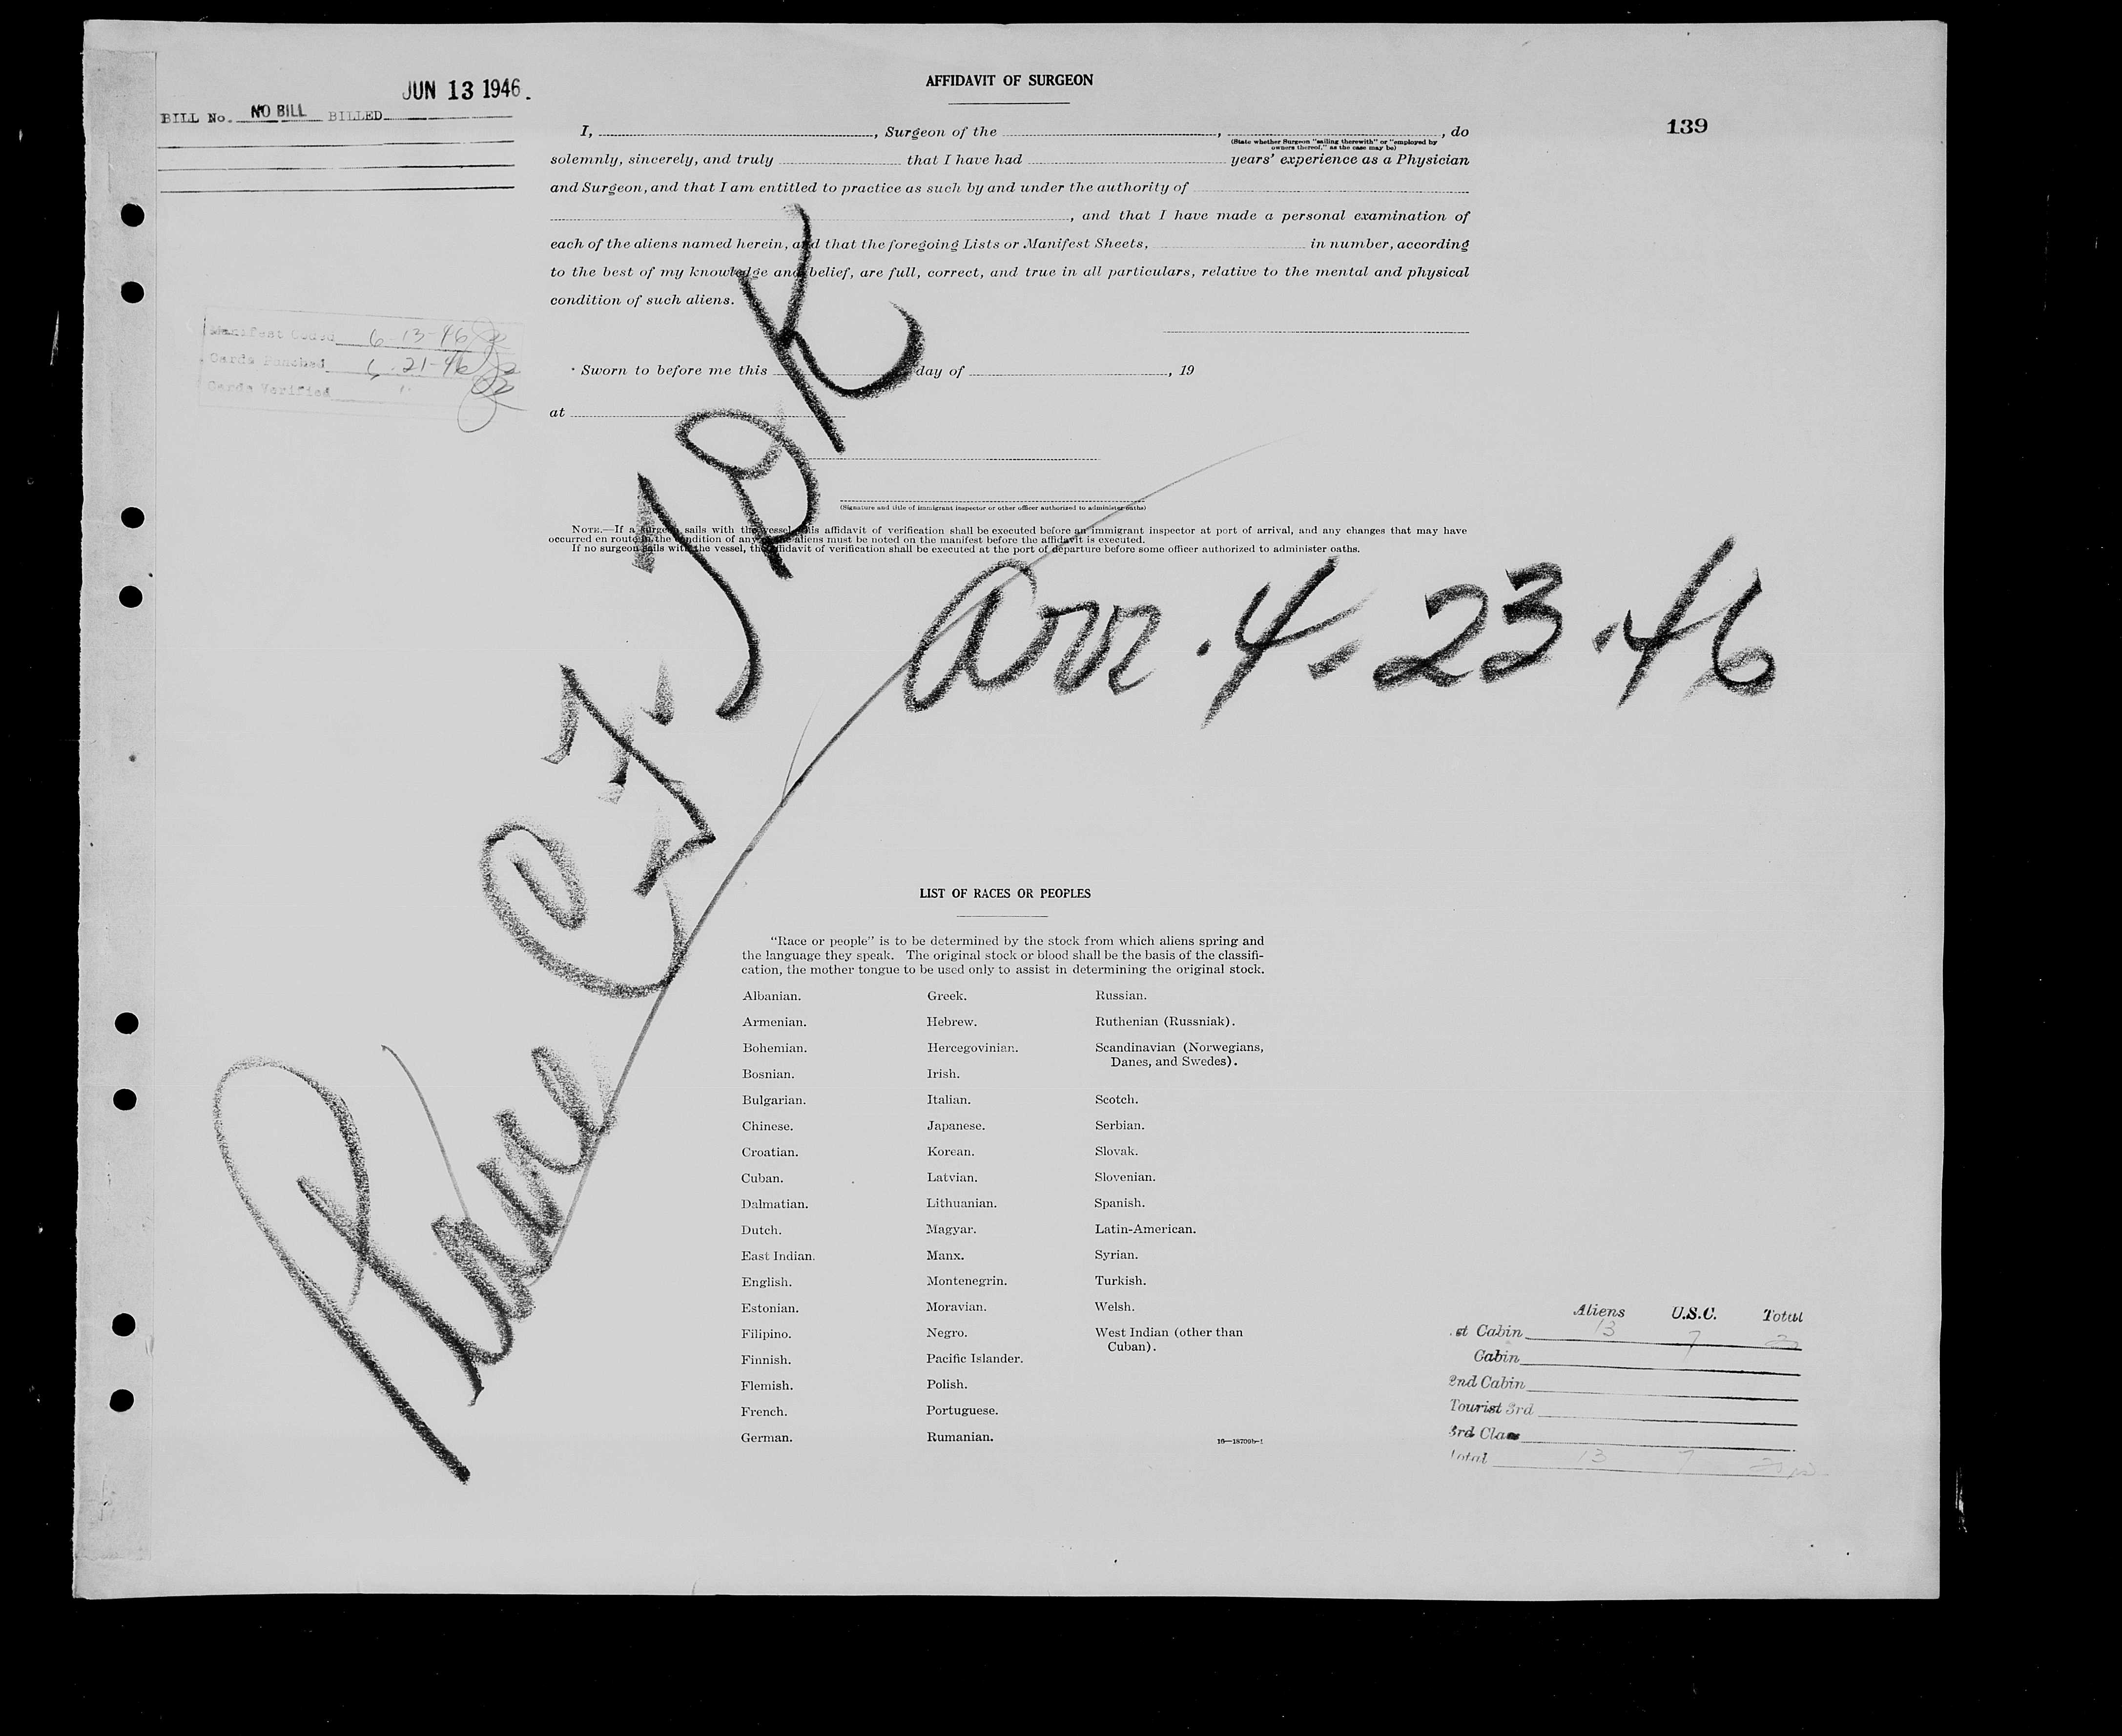 JUN 13 1946.
BILL No. NO BILL BILLED
AFFIDAVIT OF SURGEON
139
I, , Surgeon of the , , do
(State whether Surgeon "sailing therewith" or "employed by
owners thereof," as the case may be)
solemnly, sincerely, and truly that I have had years' experience as a Physician
and Surgeon, and that I am entitled to practice as such by and under the authority of
, and that I have made a personal examination of
each of the aliens named herein, and that the foregoing Lists or Manifest Sheets, in number, according
to the best of my knowledge and belief, are full, correct, and true in all particulars, relative to the mental and physical
condition of such aliens.
Manifest Coded 6-13-46
Cards Punched 6-21-46
Cards Verified "
Sworn to before me this day of , 19
at
(Signature and title of immigrant inspector or other officer authorized to administer oaths)
NOTE.—If a surgeon sails with the vessel, this affidavit of verification shall be executed before an immigrant inspector at port of arrival, and any changes that may have
occurred en route in the condition of any of the aliens must be noted on the manifest before the affidavit is executed.
If no surgeon sails with the vessel, the affidavit of verification shall be executed at the port of departure before some officer authorized to administer oaths.
Plane
Arr. 4-23-46
LIST OF RACES OR PEOPLES
"Race or people" is to be determined by the stock from which aliens spring and
the language they speak. The original stock or blood shall be the basis of the classifi-
cation, the mother tongue to be used only to assist in determining the original stock.
Albanian.
Armenian.
Bohemian.
Bosnian.
Bulgarian.
Chinese.
Croatian.
Cuban.
Dalmatian.
Dutch.
East Indian.
English.
Estonian.
Filipino.
Finnish.
Flemish.
French.
German.
Greek.
Hebrew.
Hercegovinian.
Irish.
Italian.
Japanese.
Korean.
Latvian.
Lithuanian.
Magyar.
Manx.
Montenegrin.
Moravian.
Negro.
Pacific Islander.
Polish.
Portuguese.
Rumanian.
Russian.
Ruthenian (Russniak).
Scandinavian (Norwegians,
Danes, and Swedes).
Scotch.
Serbian.
Slovak.
Slovenian.
Spanish.
Latin-American.
Syrian.
Turkish.
Welsh.
West Indian (other than
Cuban).
16—18709b-1
Aliens U.S.C. Total
st Cabin 13 7 20
Cabin
2nd Cabin
Tourist 3rd
3rd Class
Total 13 7 20